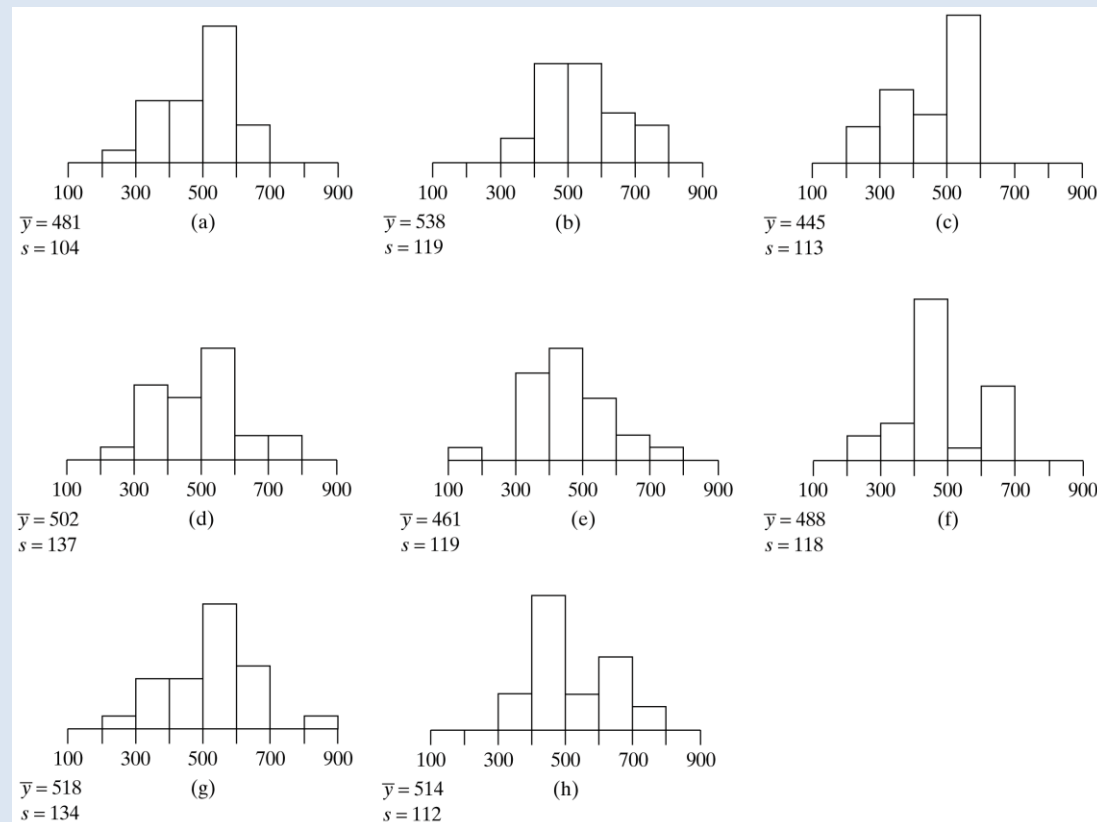 100 300 500 700 900
(a)
ȳ = 481
s = 104
100 300 500 700 900
(b)
ȳ = 538
s = 119
100 300 500 700 900
(c)
ȳ = 445
s = 113
100 300 500 700 900
(d)
ȳ = 502
s = 137
100 300 500 700 900
(e)
ȳ = 461
s = 119
100 300 500 700 900
(f)
ȳ = 488
s = 118
100 300 500 700 900
(g)
ȳ = 518
s = 134
100 300 500 700 900
(h)
ȳ = 514
s = 112